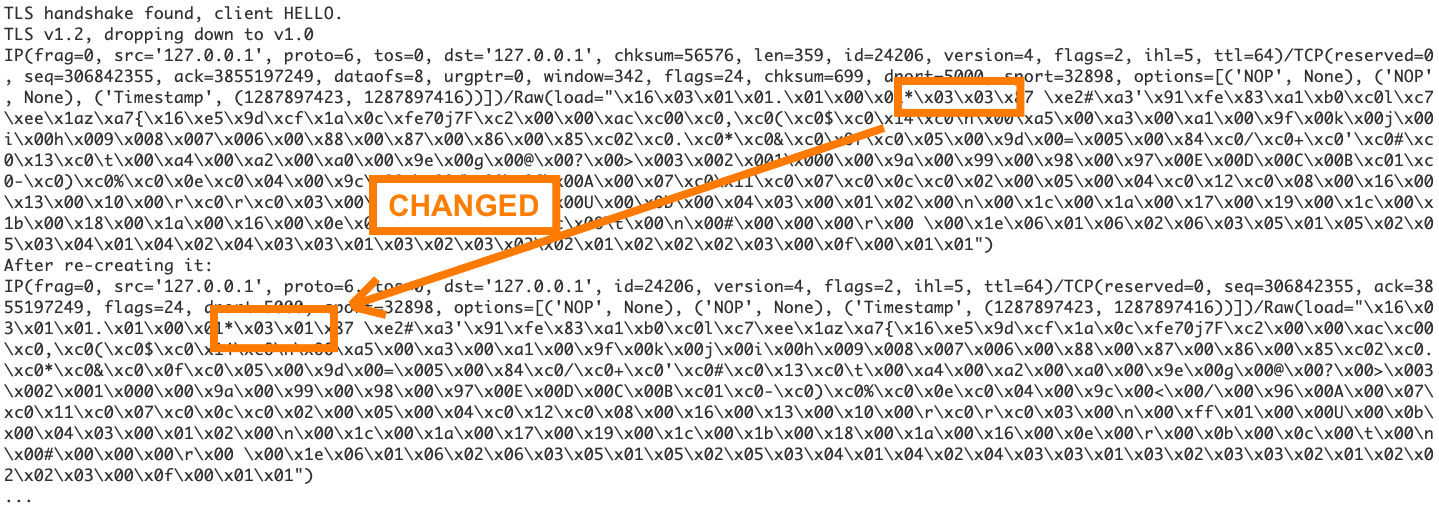 TLS handshake found, client HELLO.
TLS v1.2, dropping down to v1.0
IP(frag=0, src='127.0.0.1', proto=6, tos=0, dst='127.0.0.1', chksum=56576, len=359, id=24206, version=4, flags=2, ihl=5, ttl=64)/TCP(reserved=0
, seq=306842355, ack=3855197249, dataofs=8, urgptr=0, window=342, flags=24, chksum=699, dport=5000, sport=32898, options=[('NOP', None), ('NOP'
, None), ('Timestamp', (1287897423, 1287897416))])/Raw(load="\x16\x03\x01\x01.\x01\x00\x01*\x03\x03\x87 \xe2#\xa3'\x91\xfe\x83\xa1\xb0\xc0l\xc7
\xee\x1az\xa7{\x16\xe5\x9d\xcf\x1a\x0c\xfe70j7F\xc2\x00\x00\xac\xc00\xc0,\xc0(\xc0$\xc0\x14\xc0\n\x00\xa5\x00\xa3\x00\xa1\x00\x9f\x00k\x00j\x00
i\x00h\x009\x008\x007\x006\x00\x88\x00\x87\x00\x86\x00\x85\xc02\xc0.\xc0*\xc0&\xc0\x0f\xc0\x05\x00\x9d\x00=\x005\x00\x84\xc0/\xc0+\xc0'\xc0#\xc
0\x13\xc0\t\x00\xa4\x00\xa2\x00\xa0\x00\x9e\x00g\x00@\x00?\x00>\x003\x002\x001\x000\x00\x9a\x00\x99\x00\x98\x00\x97\x00E\x00D\x00C\x00B\xc01\xc
0-\xc0)\xc0%\xc0\x0e\xc0\x04\x00\x9c\x00A\x00\x07\xc0\x11\xc0\x07\xc0\x0c\xc0\x02\x00\x05\x00\x04\xc0\x12\xc0\x08\x00\x16\x00
CHANGED
\x13\x00\x10\x00\r\xc0\r\xc0\x03\x00\x00U\x00\x0b\x00\x04\x03\x00\x01\x02\x00\n\x00\x1c\x00\x1a\x00\x17\x00\x19\x00\x1c\x00\x
1b\x00\x18\x00\x1a\x00\x16\x00\x0e\x00\t\x00\n\x00#\x00\x00\x00\r\x00 \x00\x1e\x06\x01\x06\x02\x06\x03\x05\x01\x05\x02\x0
5\x03\x04\x01\x04\x02\x04\x03\x03\x01\x03\x02\x03\x03\x02\x01\x02\x02\x02\x03\x00\x0f\x00\x01\x01")
After re-creating it:
IP(frag=0, src='127.0.0.1', proto=6, tos=0, dst='127.0.0.1', id=24206, version=4, flags=2, ihl=5, ttl=64)/TCP(reserved=0, seq=306842355, ack=38
55197249, flags=24, dport=5000, sport=32898, options=[('NOP', None), ('NOP', None), ('Timestamp', (1287897423, 1287897416))])/Raw(load="\x16\x0
3\x01\x01.\x01\x00\x01*\x03\x01\x87 \xe2#\xa3'\x91\xfe\x83\xa1\xb0\xc0l\xc7\xee\x1az\xa7{\x16\xe5\x9d\xcf\x1a\x0c\xfe70j7F\xc2\x00\x00\xac\xc00
\xc0,\xc0(\xc0$\xc0\x14\xc0\n\x00\xa5\x00\xa3\x00\xa1\x00\x9f\x00k\x00j\x00i\x00h\x009\x008\x007\x006\x00\x88\x00\x87\x00\x86\x00\x85\xc02\xc0.
\xc0*\xc0&\xc0\x0f\xc0\x05\x00\x9d\x00=\x005\x00\x84\xc0/\xc0+\xc0'\xc0#\xc0\x13\xc0\t\x00\xa4\x00\xa2\x00\xa0\x00\x9e\x00g\x00@\x00?\x00>\x003
\x002\x001\x000\x00\x9a\x00\x99\x00\x98\x00\x97\x00E\x00D\x00C\x00B\xc01\xc0-\xc0)\xc0%\xc0\x0e\xc0\x04\x00\x9c\x00<\x00/\x00\x96\x00A\x00\x07\
xc0\x11\xc0\x07\xc0\x0c\xc0\x02\x00\x05\x00\x04\xc0\x12\xc0\x08\x00\x16\x00\x13\x00\x10\x00\r\xc0\r\xc0\x03\x00\n\x00\xff\x01\x00\x00U\x00\x0b\
x00\x04\x03\x00\x01\x02\x00\n\x00\x1c\x00\x1a\x00\x17\x00\x19\x00\x1c\x00\x1b\x00\x18\x00\x1a\x00\x16\x00\x0e\x00\r\x00\x0b\x00\x0c\x00\t\x00\n
\x00#\x00\x00\x00\r\x00 \x00\x1e\x06\x01\x06\x02\x06\x03\x05\x01\x05\x02\x05\x03\x04\x01\x04\x02\x04\x03\x03\x01\x03\x02\x03\x03\x02\x01\x02\x0
2\x02\x03\x00\x0f\x00\x01\x01")
...